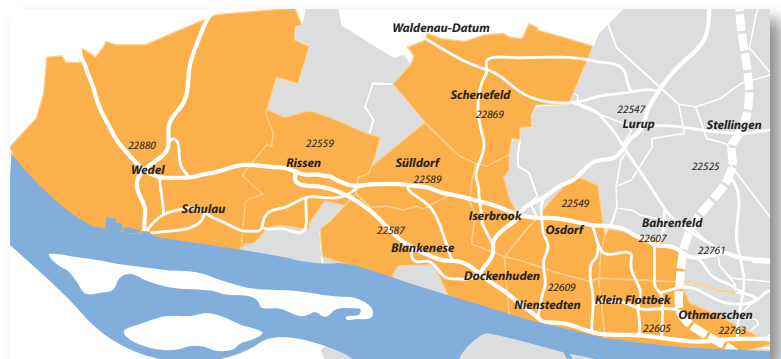 Waldenau-Datum
Schenefeld
22869
22547
Lurup
Stellingen
22880
22559
Wedel
Rissen
Sülldorf
22589
22525
Schulau
22549
Iserbrook
Osdorf
Bahrenfeld
22587
22607
Blankenese
22761
Dockenhuden
22609
Nienstedten
Klein Flottbek
Othmarschen
22605
22763